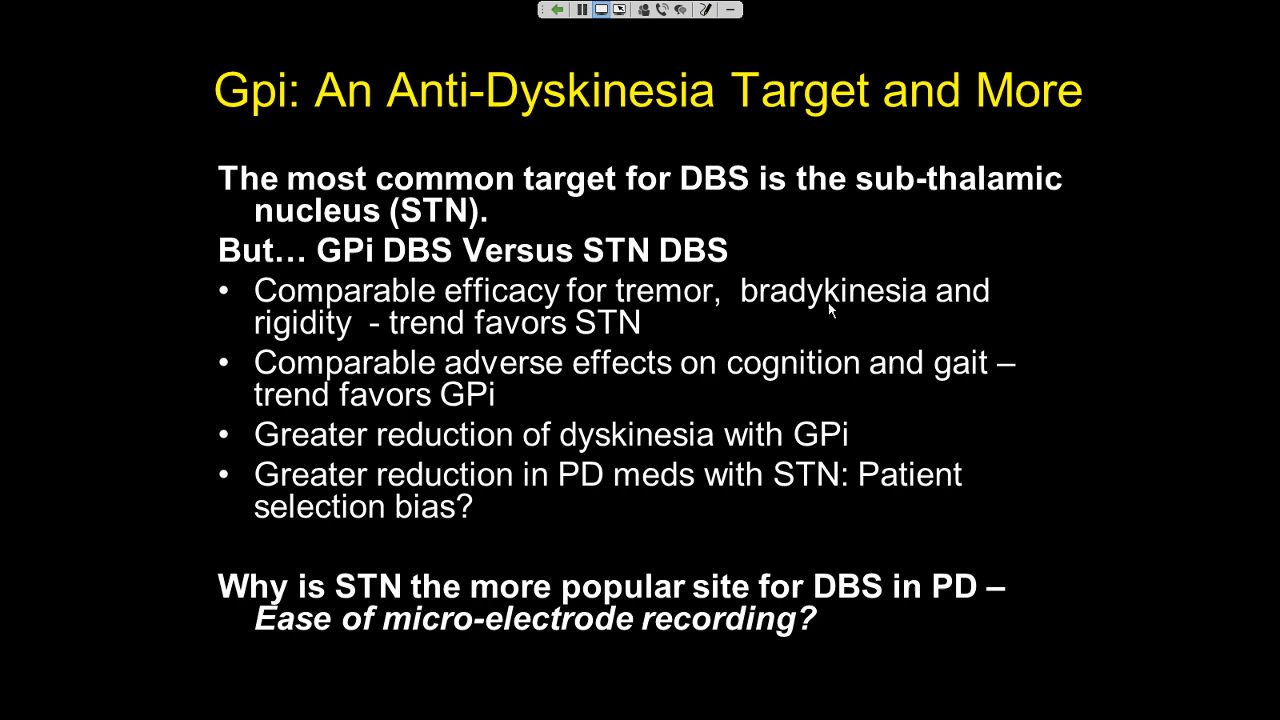 Gpi: An Anti-Dyskinesia Target and More
The most common target for DBS is the sub-thalamic
nucleus (STN).
But… GPi DBS Versus STN DBS
• Comparable efficacy for tremor,  bradykinesia and
rigidity  - trend favors STN
• Comparable adverse effects on cognition and gait –
trend favors GPi
• Greater reduction of dyskinesia with GPi
• Greater reduction in PD meds with STN: Patient
selection bias?
Why is STN the more popular site for DBS in PD –
Ease of micro-electrode recording?